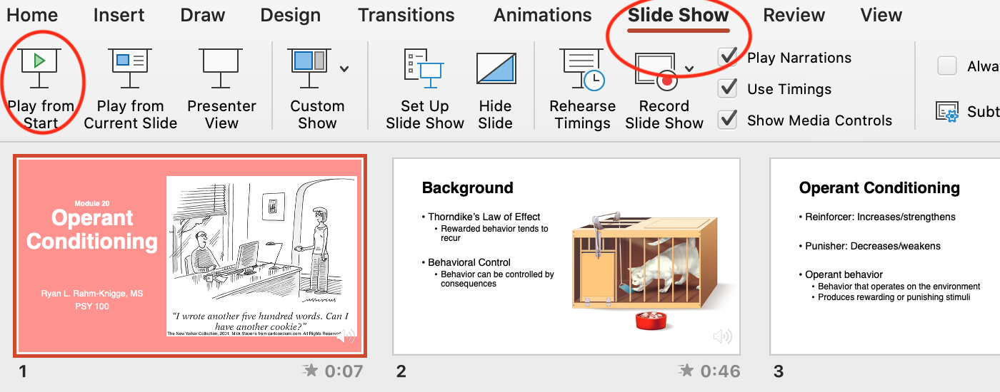 Home Insert Draw Design Transitions Animations Slide Show Review View
Play from
Start
Play from
Current Slide
Presenter
View
Custom
Show
Set Up
Slide Show
Hide
Slide
Rehearse
Timings
Record
Slide Show
Play Narrations
Use Timings
Show Media Controls
Module 20
Operant
Conditioning
Ryan L. Rahm-Knigge, MS
PSY 100
"I wrote another five hundred words. Can I
have another cookie?"
The New Yorker Collection, 2001, Mick Stevens from cartoonbank.com. All Rights
1
0:07
Background
• Thorndike's Law of Effect
• Rewarded behavior tends to
recur
• Behavioral Control
• Behavior can be controlled by
consequences
2
0:46
Operant Conditioning
• Reinforcer: Increases/strengthens
• Punisher: Decreases/weakens
• Operant behavior
• Behavior that operates on the environment
• Produces rewarding or punishing stimuli
3